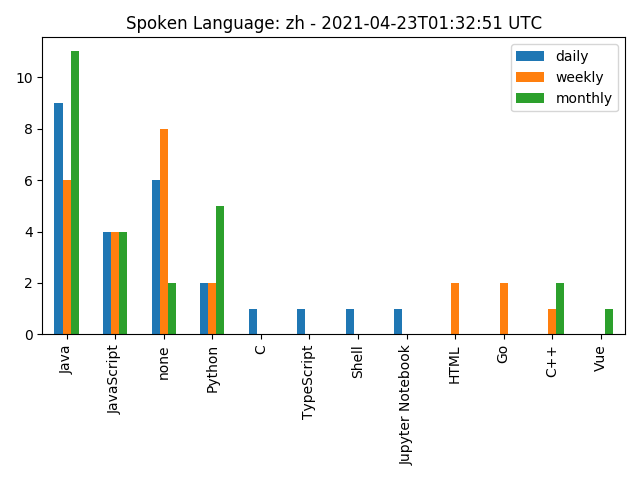 Spoken Language: zh - 2021-04-23T01:32:51 UTC
daily
weekly
monthly
10
8
6
4
2
0
Java
JavaScript
none
Python
C
TypeScript
Shell
Jupyter Notebook
HTML
Go
C++
Vue